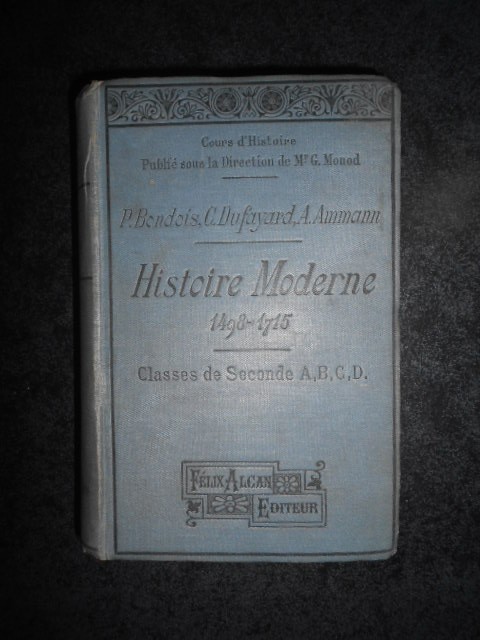 Cours d'Histoire
Publié sous la Direction de Mr G. Monod
P. Bondois, C. Dufayard, A. Ammann
Histoire Moderne
1498-1715
Classes de Seconde A, B, C, D.
FÉLIX ALCAN
EDITEUR